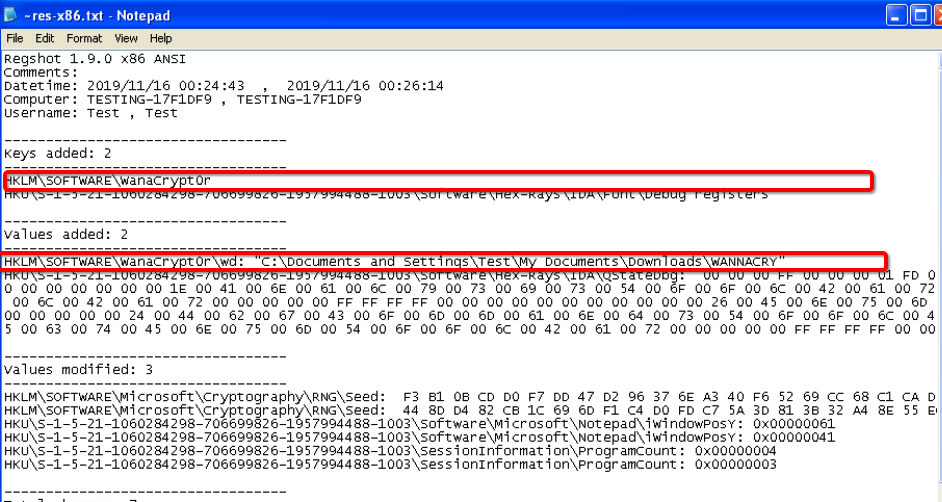 ~res-x86.txt - Notepad
File Edit Format View Help
Regshot 1.9.0 x86 ANSI
Comments:
Datetime: 2019/11/16 00:24:43 , 2019/11/16 00:26:14
Computer: TESTING-17F1DF9 , TESTING-17F1DF9
Username: Test , Test
----------------------------------
Keys added: 2
----------------------------------
HKLM\SOFTWARE\WanaCrypt0r
HKU\S-1-5-21-1060284298-706699826-1957994488-1003\Software\Hex-Rays\IDA\Font\Debug registers
----------------------------------
Values added: 2
----------------------------------
HKLM\SOFTWARE\WanaCrypt0r\wd: "C:\Documents and Settings\Test\My Documents\Downloads\WANNACRY"
HKU\S-1-5-21-1060284298-706699826-1957994488-1003\Software\Hex-Rays\IDA\QStateDbg: 00 00 00 FF 00 00 00 01 FD 0
0 00 00 00 00 00 00 1E 00 41 00 6E 00 61 00 6C 00 79 00 73 00 69 00 73 00 54 00 6F 00 6F 00 6C 00 42 00 61 00 72
00 6C 00 42 00 61 00 72 00 00 00 00 00 FF FF FF FF 00 00 00 00 00 00 00 00 00 00 00 26 00 45 00 6E 00 75 00 6D
00 00 00 00 00 24 00 44 00 62 00 67 00 43 00 6F 00 6D 00 6D 00 61 00 6E 00 64 00 73 00 54 00 6F 00 6F 00 6C 00 4
5 00 63 00 74 00 45 00 6E 00 75 00 6D 00 54 00 6F 00 6F 00 6C 00 42 00 61 00 72 00 00 00 00 00 FF FF FF FF 00 00
----------------------------------
Values modified: 3
----------------------------------
HKLM\SOFTWARE\Microsoft\Cryptography\RNG\Seed: F3 B1 0B CD D0 F7 DD 47 D2 96 37 6E A3 40 F6 52 69 CC 68 C1 CA D
HKLM\SOFTWARE\Microsoft\Cryptography\RNG\Seed: 44 8D D4 82 CB 1C 69 6D F1 C4 D0 FD C7 5A 3D 81 3B 32 A4 8E 55
HKU\S-1-5-21-1060284298-706699826-1957994488-1003\Software\Microsoft\Notepad\iWindowPosY: 0x00000061
HKU\S-1-5-21-1060284298-706699826-1957994488-1003\Software\Microsoft\Notepad\iWindowPosY: 0x00000041
HKU\S-1-5-21-1060284298-706699826-1957994488-1003\SessionInformation\ProgramCount: 0x00000004
HKU\S-1-5-21-1060284298-706699826-1957994488-1003\SessionInformation\ProgramCount: 0x00000003
----------------------------------